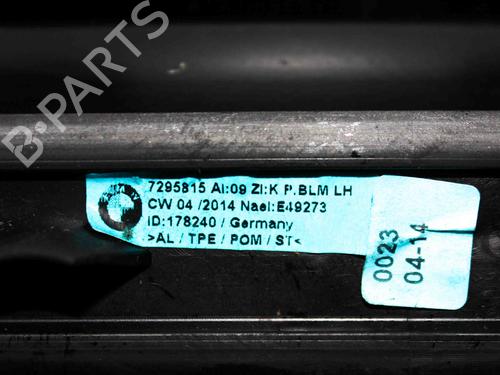 B-PARTS
7295815 AI:09 ZI:K P.BLM LH
CW 04 /2014 Nael:E49273
ID:178240 / Germany
>AL / TPE / POM / ST<
0023
04-14